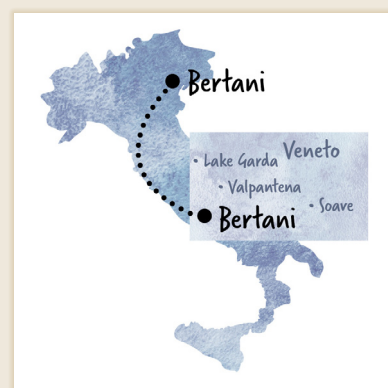 Bertani
Veneto
• Lake Garda
• Valpantena
• Soave
Bertani